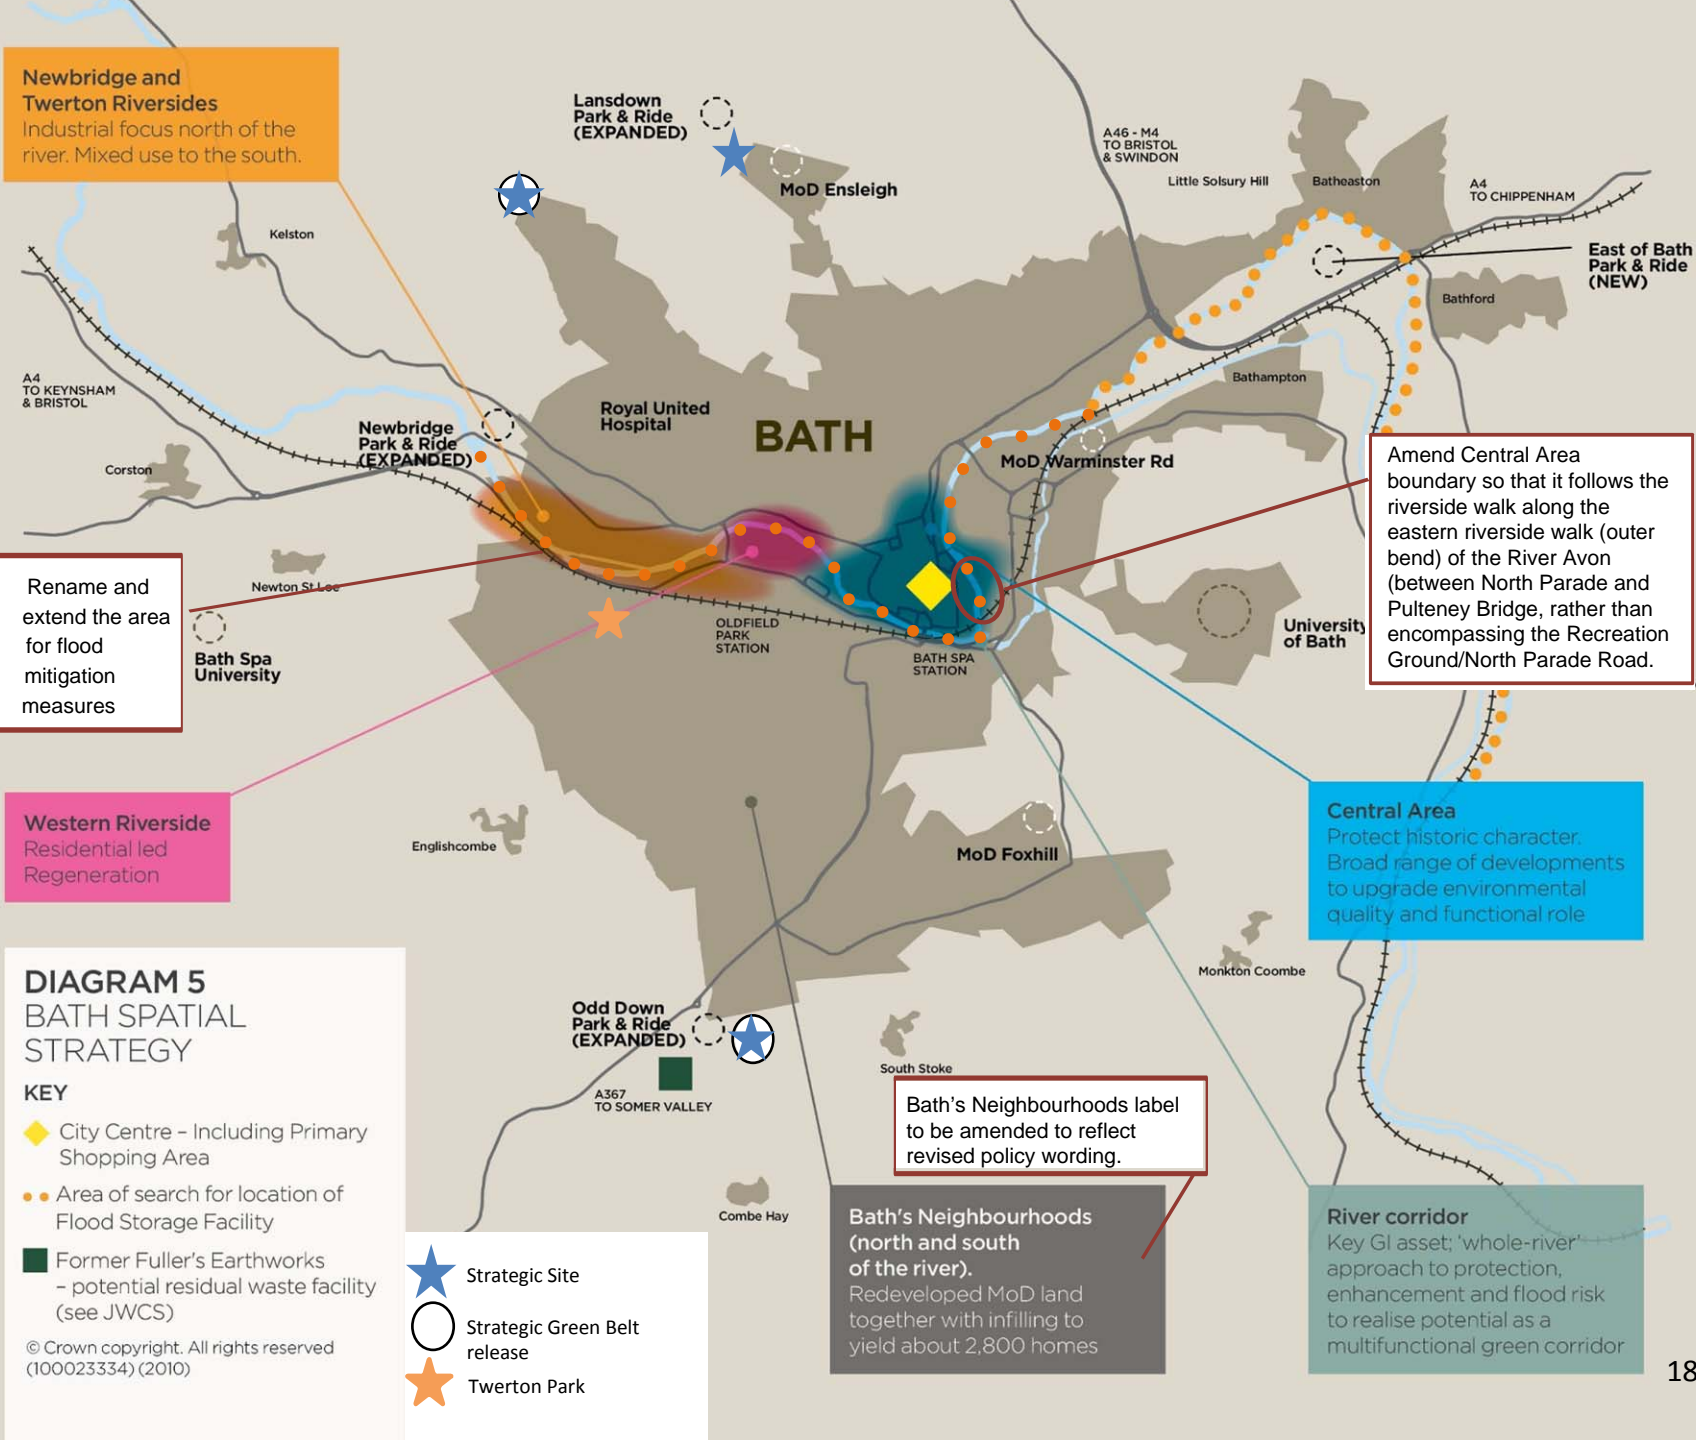 Newbridge and
Twerton Riversides
Industrial focus north of the
river. Mixed use to the south.
Lansdown
Park & Ride
(EXPANDED)
MoD Ensleigh
A46 - M4
TO BRISTOL
& SWINDON
Little Solsury Hill
Batheaston
A4
TO CHIPPENHAM
East of Bath
Park & Ride
(NEW)
Kelston
Bathford
A4
TO KEYNSHAM
& BRISTOL
Bathampton
Royal United
Hospital
BATH
Newbridge
Park & Ride
(EXPANDED)
Corston
MoD Warminster Rd
Amend Central Area
boundary so that it follows the
riverside walk along the
eastern riverside walk (outer
bend) of the River Avon
(between North Parade and
Pulteney Bridge, rather than
encompassing the Recreation
Ground/North Parade Road.
Rename and
extend the area
for flood
mitigation
measures
Newton St Loe
Bath Spa
University
OLDFIELD
PARK
STATION
BATH SPA
STATION
University
of Bath
Western Riverside
Residential led
Regeneration
Englishcombe
MoD Foxhill
Central Area
Protect historic character.
Broad range of developments
to upgrade environmental
quality and functional role
Monkton Coombe
Odd Down
Park & Ride
(EXPANDED)
A367
TO SOMER VALLEY
South Stoke
Bath's Neighbourhoods label
to be amended to reflect
revised policy wording.
Combe Hay
Bath's Neighbourhoods
(north and south
of the river).
Redeveloped MoD land
together with infilling to
yield about 2,800 homes
River corridor
Key GI asset; 'whole-river'
approach to protection,
enhancement and flood risk
to realise potential as a
multifunctional green corridor
DIAGRAM 5
BATH SPATIAL
STRATEGY
KEY
City Centre – Including Primary
Shopping Area
Area of search for location of
Flood Storage Facility
Former Fuller's Earthworks
– potential residual waste facility
(see JWCS)
© Crown copyright. All rights reserved
(100023334) (2010)
Strategic Site
Strategic Green Belt
release
Twerton Park
18